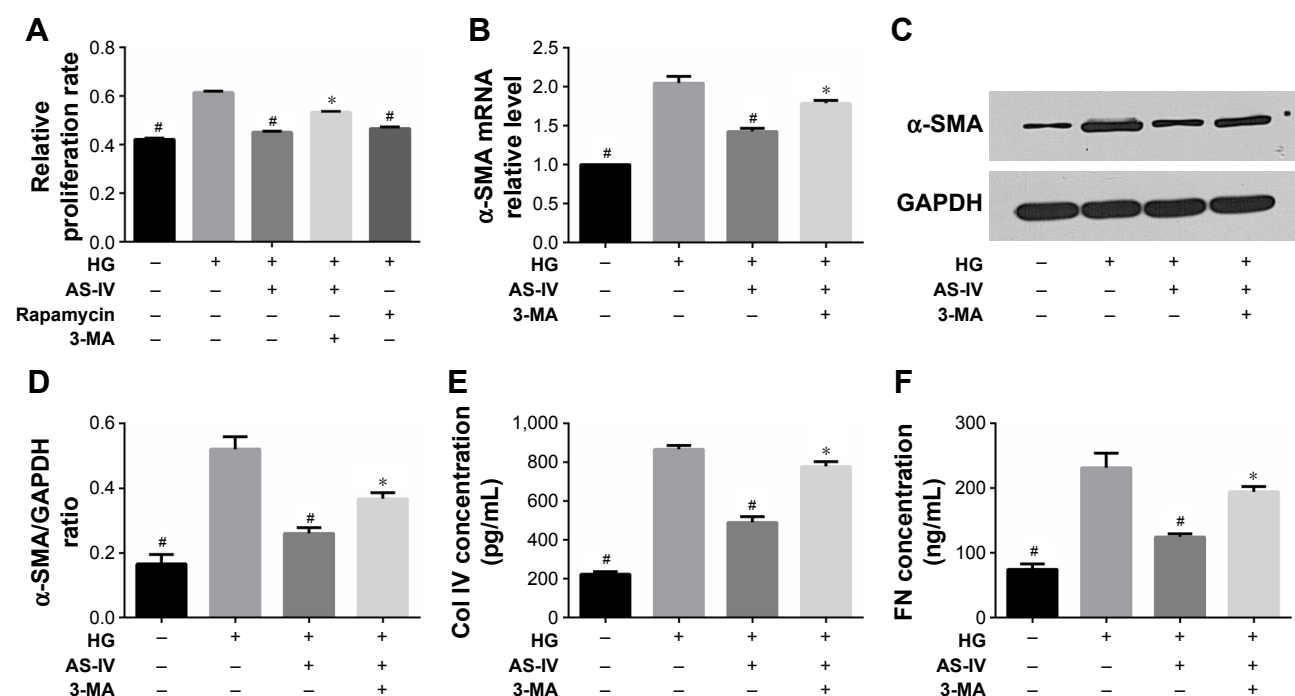 A
Relative
proliferation rate
0.8
0.6
0.4
0.2
0.0
#
#
*
#
HG – + + + +
AS-IV – – + + –
Rapamycin – – – – +
3-MA – – – + –
B
α-SMA mRNA
relative level
2.5
2.0
1.5
1.0
0.5
0.0
#
#
*
HG – + + +
AS-IV – – + +
3-MA – – – +
C
α-SMA
GAPDH
HG – + + +
AS-IV – – + +
3-MA – – – +
D
α-SMA/GAPDH
ratio
0.6
0.4
0.2
0.0
#
#
*
HG – + + +
AS-IV – – + +
3-MA – – – +
E
Col IV concentration
(pg/mL)
1,000
800
600
400
200
0
#
#
*
HG – + + +
AS-IV – – + +
3-MA – – – +
F
FN concentration
(ng/mL)
300
200
100
0
#
#
*
HG – + + +
AS-IV – – + +
3-MA – – – +